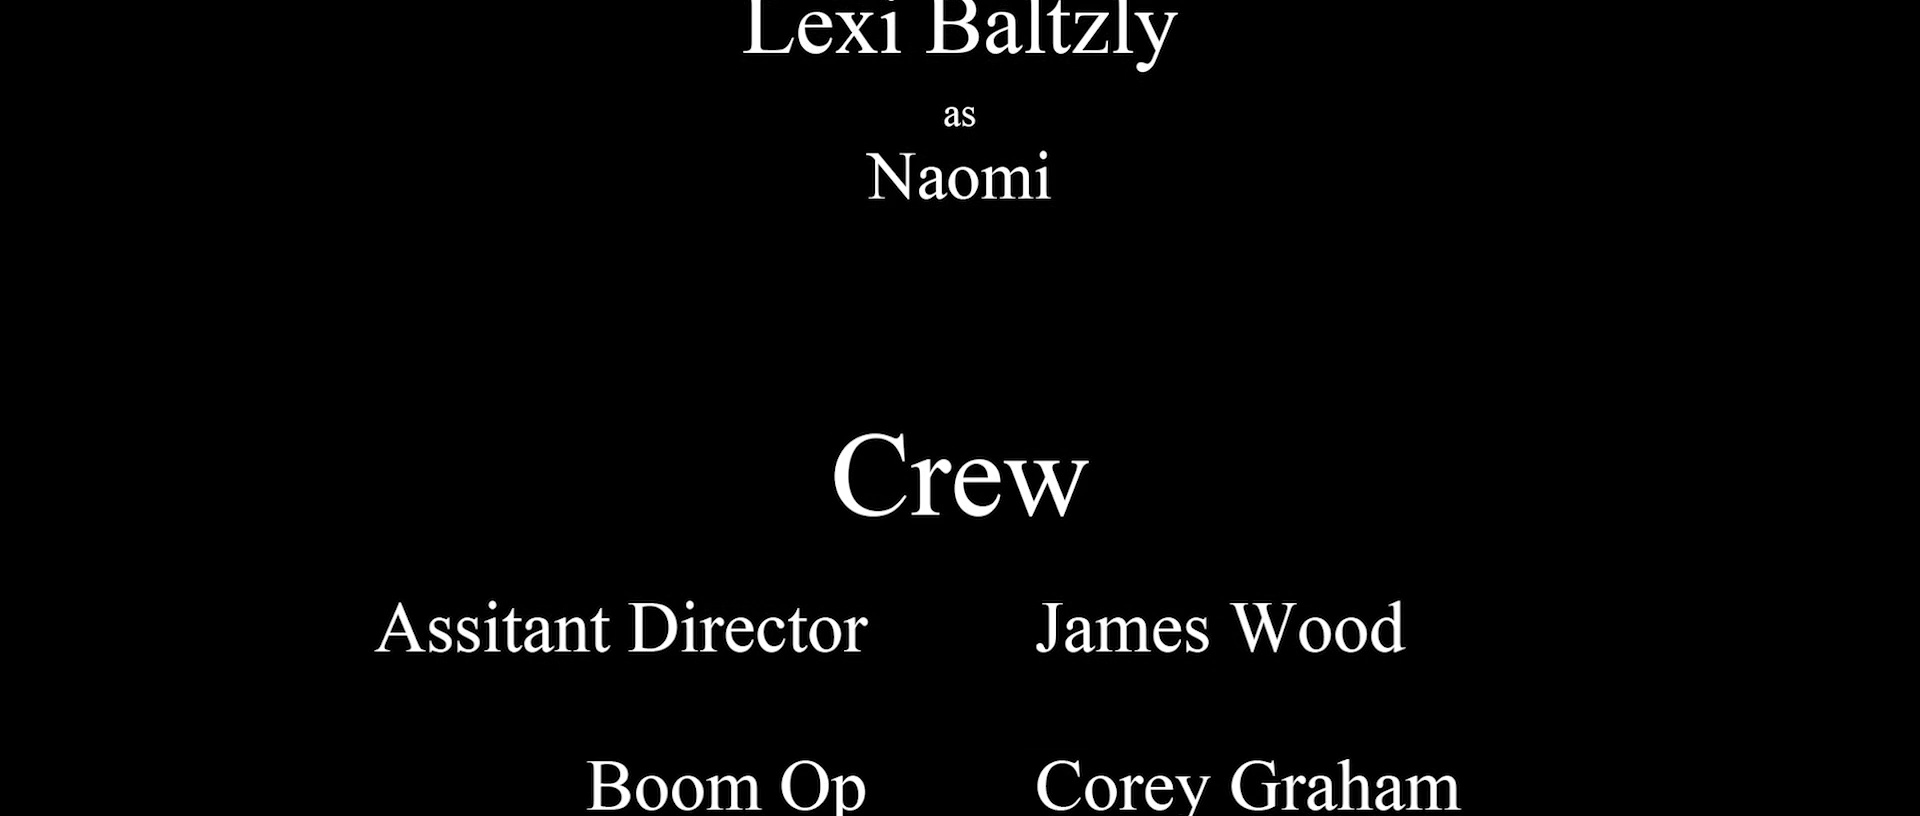 Lexi Baltzly
as
Naomi
Crew
Assitant Director James Wood
Boom Op Corey Graham